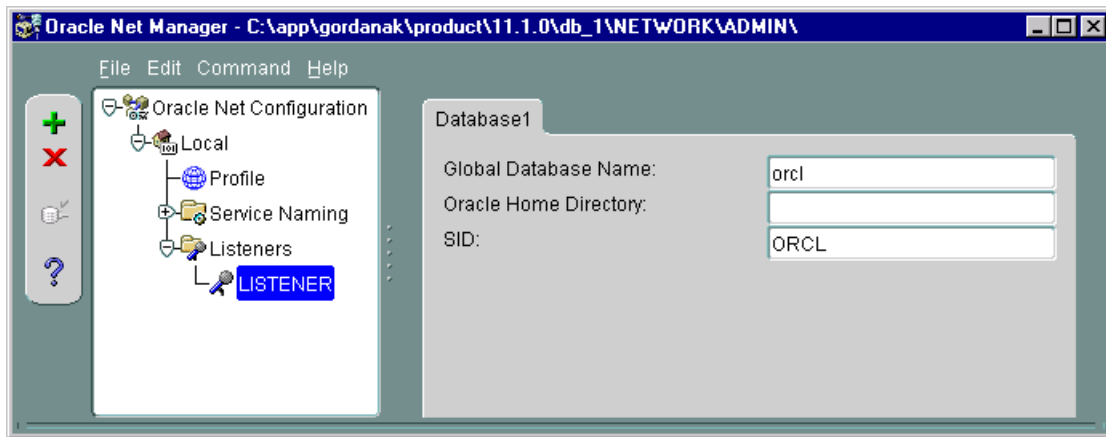 Oracle Net Manager - C:\app\gordanak\product\11.1.0\db_1\NETWORK\ADMIN\
File Edit Command Help
Oracle Net Configuration
Local
Profile
Service Naming
Listeners
LISTENER
Database1
Global Database Name: orcl
Oracle Home Directory:
SID: ORCL